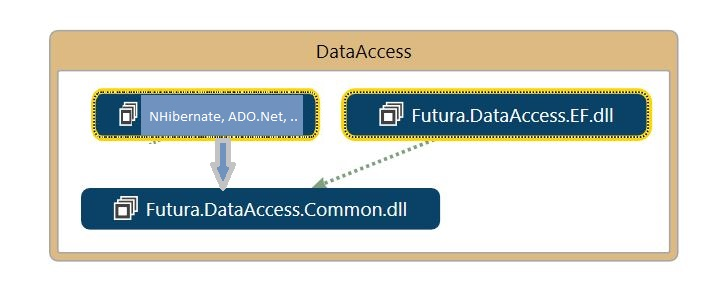 DataAccess
NHibernate, ADO.Net, ..
Futura.DataAccess.EF.dll
Futura.DataAccess.Common.dll